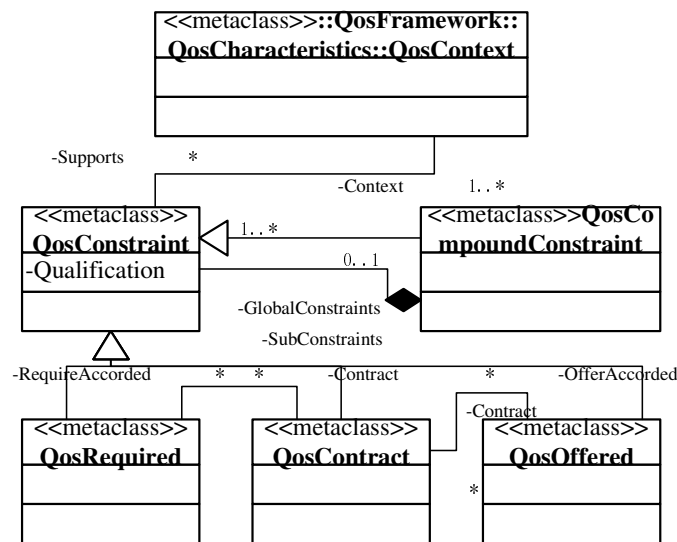 <<metaclass>>::QosFramework::
QosCharacteristics::QosContext
-Supports
*
-Context
1..*
<<metaclass>>
QosConstraint
-Qualification
1..*
0..1
<<metaclass>>QosCo
mpoundConstraint
-GlobalConstraints
-SubConstraints
-RequireAccorded
*
*
-Contract
*
-OfferAccorded
-Contract
<<metaclass>>
QosRequired
<<metaclass>>
QosContract
<<metaclass>>
QosOffered
*